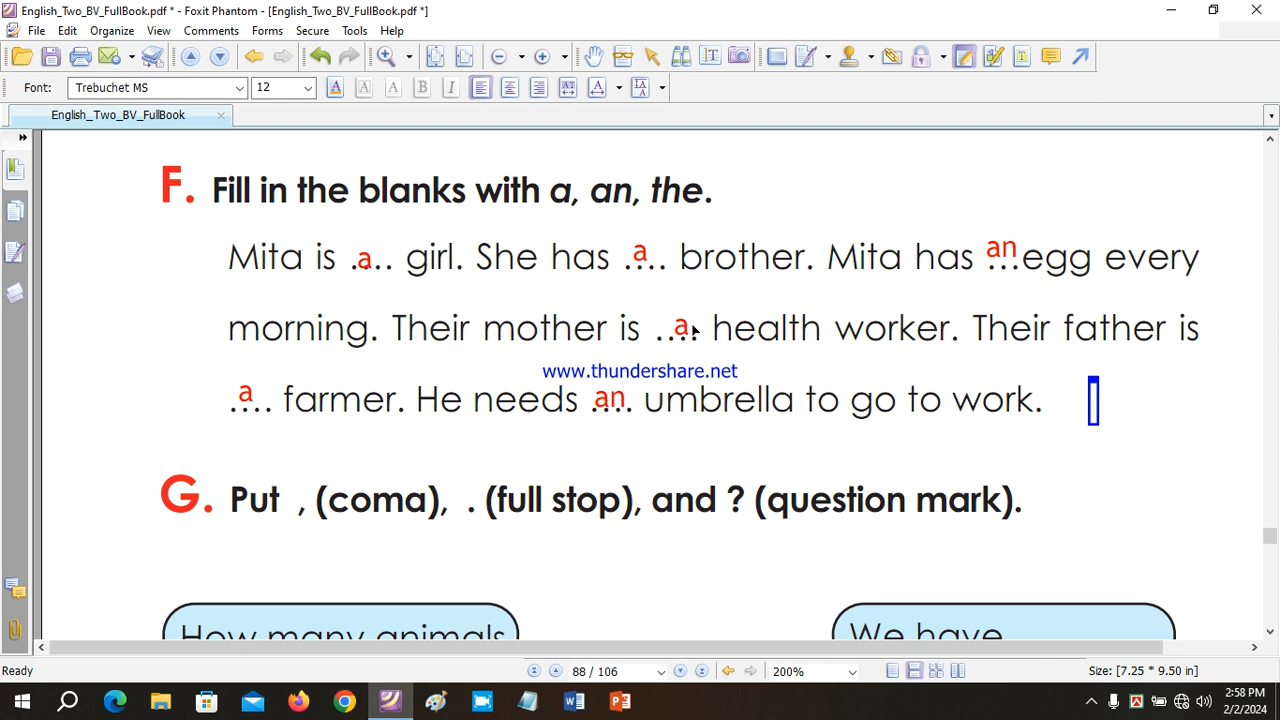 English_Two_BV_FullBook.pdf * - Foxit Phantom - [English_Two_BV_FullBook.pdf *]
File Edit Organize View Comments Forms Secure Tools Help
Font: Trebuchet MS 12
English_Two_BV_FullBook
F. Fill in the blanks with a, an, the.
Mita is .a.. girl. She has .a.. brother. Mita has an...egg every
morning. Their mother is ..a. health worker. Their father is
.a.. farmer. He needs .an. umbrella to go to work.
www.thundershare.net
G. Put , (coma), . (full stop), and ? (question mark).
How many animals
We have
Ready 88 / 106 200% Size: [7.25 * 9.50 in]
2:58 PM
2/2/2024